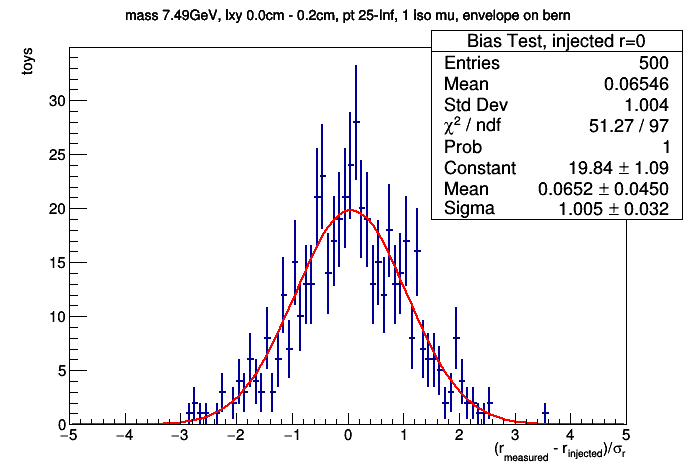 mass 7.49GeV, lxy 0.0cm - 0.2cm, pt 25-Inf, 1 Iso mu, envelope on bern
Bias Test, injected r=0
Entries 500
Mean 0.06546
Std Dev 1.004
χ² / ndf 51.27 / 97
Prob 1
Constant 19.84 ± 1.09
Mean 0.0652 ± 0.0450
Sigma 1.005 ± 0.032
toys
30
25
20
15
10
5
0
−5 −4 −3 −2 −1 0 1 2 3 4 5
(r_measured - r_injected)/σ_r